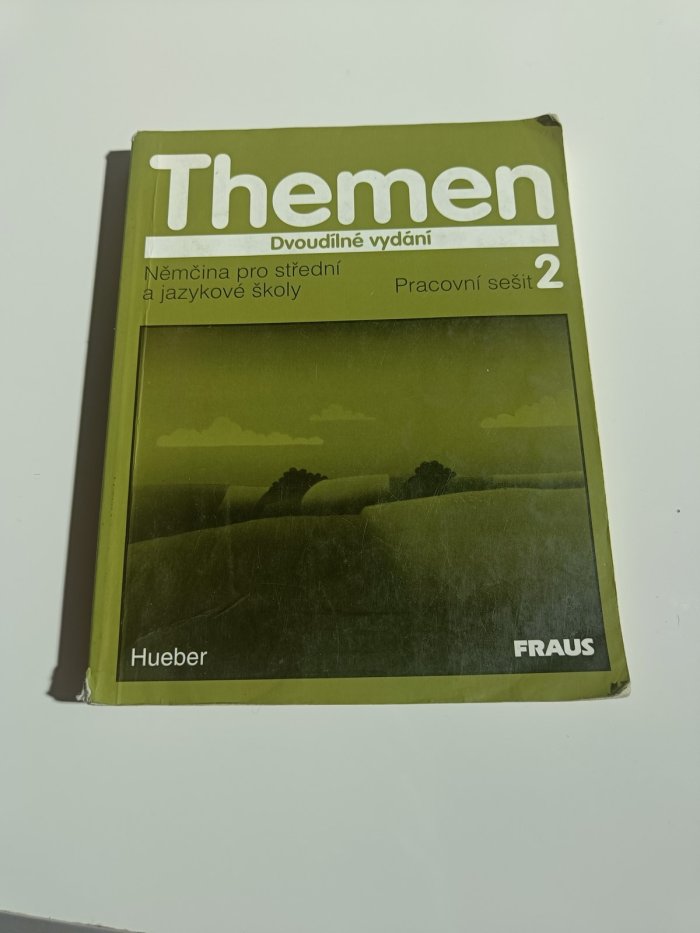 Themen
Dvoudílné vydání
Němčina pro střední
a jazykové školy
Pracovní sešit 2
Hueber
FRAUS